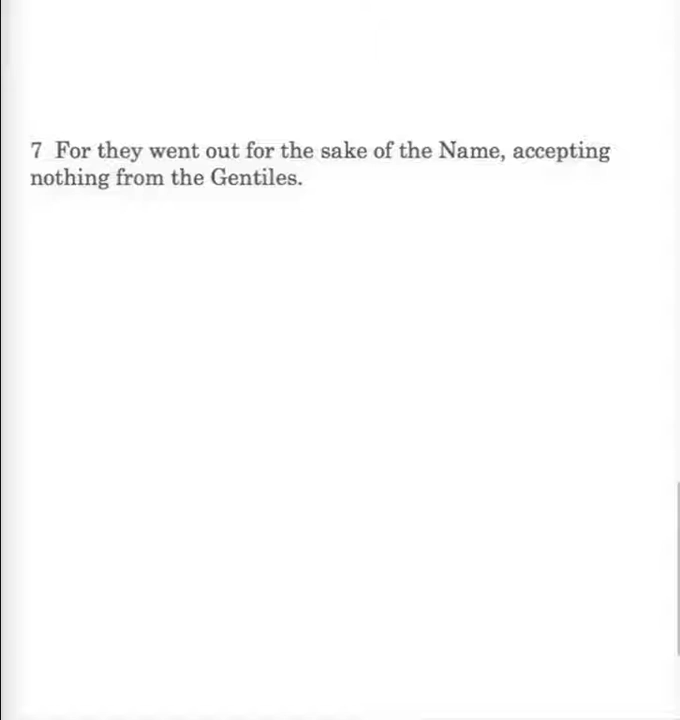 7 For they went out for the sake of the Name, accepting
nothing from the Gentiles.